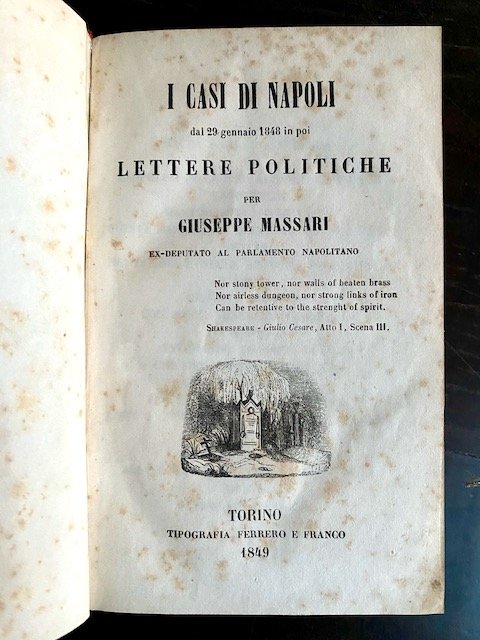 I CASI DI NAPOLI
dal 29 gennaio 1848 in poi
LETTERE POLITICHE
PER
GIUSEPPE MASSARI
EX-DEPUTATO AL PARLAMENTO NAPOLITANO
Nor stony tower, nor walls of beaten brass
Nor airless dungeon, nor strong links of iron
Can be retentive to the strenght of spirit.
SHAKESPEARE - Giulio Cesare, Atto I, Scena III.
TORINO
TIPOGRAFIA FERRERO E FRANCO
1849